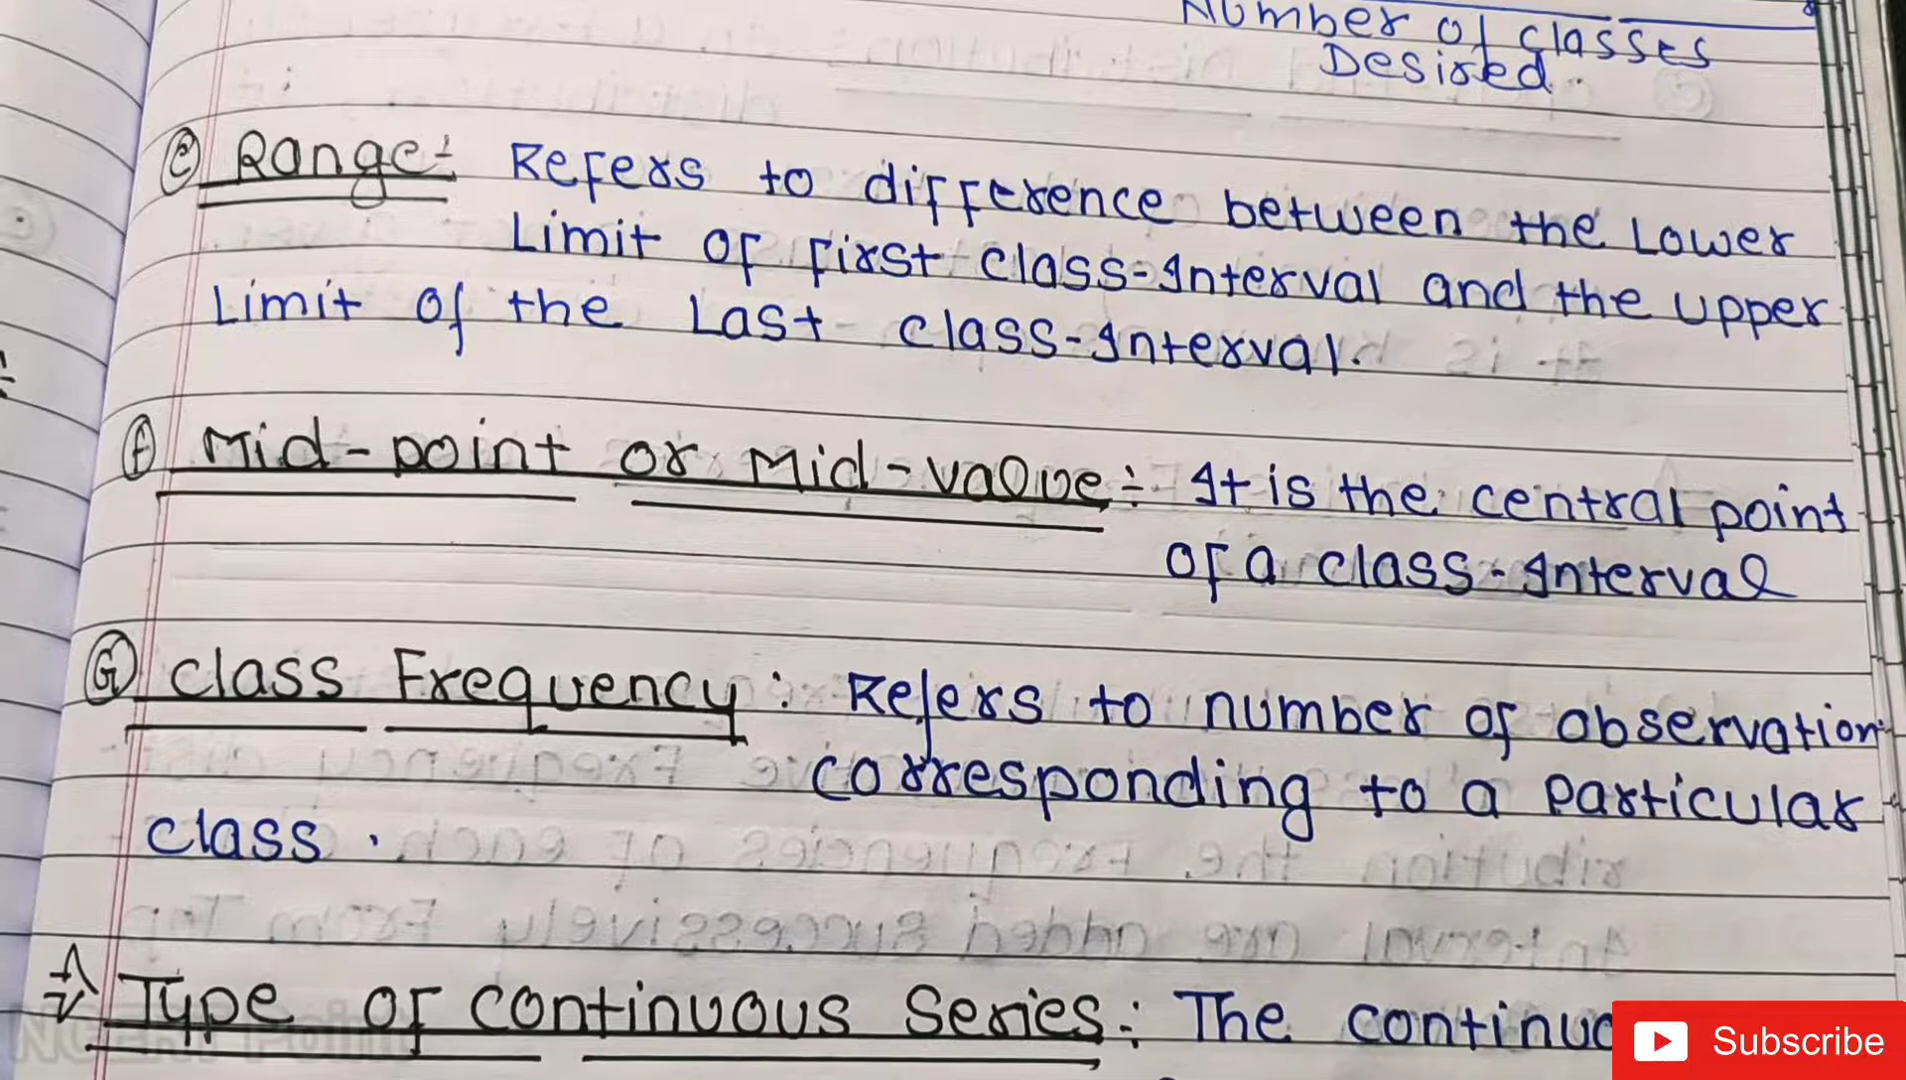 Number of classes
Desired
Ⓔ Range:- Refers to difference between the Lower
Limit of first class-Interval and the upper
Limit of the Last class-Interval.
Ⓕ Mid-point or Mid-value:- It is the central point
of a class-Interval
Ⓖ Class Frequency: Refers to number of observation
corresponding to a particular
class.
Type of continuous Series:- The continuo
NCERT Point
Subscribe